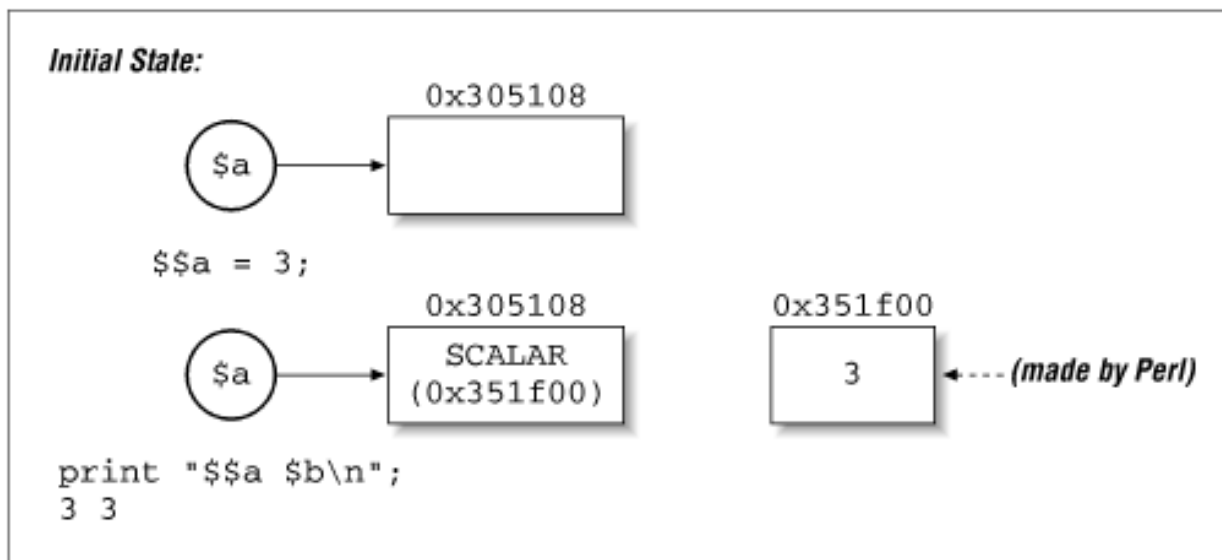 Initial State:
0x305108
$a
$$a = 3;
0x305108 0x351f00
$a SCALAR
(0x351f00) 3 (made by Perl)
print "$$a $b\n";
3 3